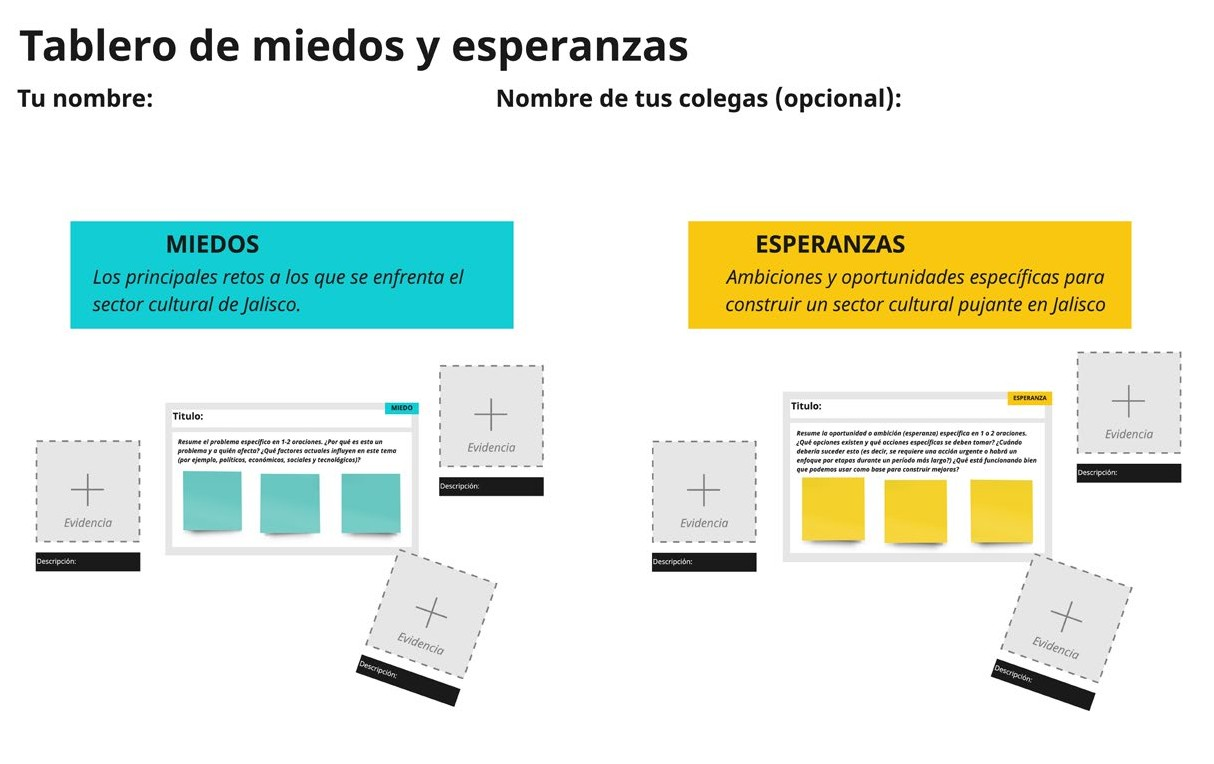 Tablero de miedos y esperanzas
Tu nombre:
Nombre de tus colegas (opcional):
MIEDOS
Los principales retos a los que se enfrenta el
sector cultural de Jalisco.
Evidencia
Descripción:
MIEDO
Titulo:
Resume el problema específico en 1-2 oraciones. ¿Por qué es esto un
problema y a quién afecta? ¿Qué factores actuales influyen en este tema
(por ejemplo, políticos, económicos, sociales y tecnológicos)?
Evidencia
Descripción:
Evidencia
Descripción:
ESPERANZAS
Ambiciones y oportunidades específicas para
construir un sector cultural pujante en Jalisco
Evidencia
Descripción:
ESPERANZA
Titulo:
Resume la oportunidad o ambición (esperanza) específica en 1 o 2 oraciones.
¿Qué opciones existen y qué acciones específicas se deben tomar? ¿Cuándo
debería suceder esto (es decir, se requiere una acción urgente o habrá un
enfoque por etapas durante un período más largo?) ¿Qué está funcionando bien
que podemos usar como base para construir mejoras?
Evidencia
Descripción:
Evidencia
Descripción: